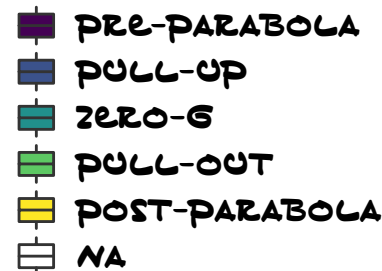 PRE-PARABOLA
PULL-UP
ZERO-G
PULL-OUT
POST-PARABOLA
NA